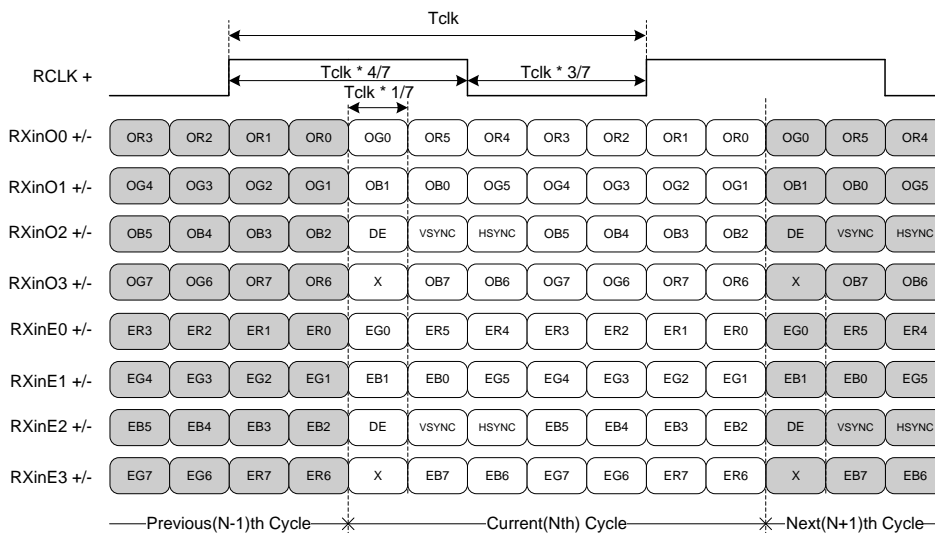 Tclk
RCLK +
Tclk * 4/7
Tclk * 3/7
Tclk * 1/7
RXinO0 +/- OR3 OR2 OR1 OR0 OG0 OR5 OR4 OR3 OR2 OR1 OR0 OG0 OR5 OR4
RXinO1 +/- OG4 OG3 OG2 OG1 OB1 OB0 OG5 OG4 OG3 OG2 OG1 OB1 OB0 OG5
RXinO2 +/- OB5 OB4 OB3 OB2 DE VSYNC HSYNC OB5 OB4 OB3 OB2 DE VSYNC HSYNC
RXinO3 +/- OG7 OG6 OR7 OR6 X OB7 OB6 OG7 OG6 OR7 OR6 X OB7 OB6
RXinE0 +/- ER3 ER2 ER1 ER0 EG0 ER5 ER4 ER3 ER2 ER1 ER0 EG0 ER5 ER4
RXinE1 +/- EG4 EG3 EG2 EG1 EB1 EB0 EG5 EG4 EG3 EG2 EG1 EB1 EB0 EG5
RXinE2 +/- EB5 EB4 EB3 EB2 DE VSYNC HSYNC EB5 EB4 EB3 EB2 DE VSYNC HSYNC
RXinE3 +/- EG7 EG6 ER7 ER6 X EB7 EB6 EG7 EG6 ER7 ER6 X EB7 EB6
Previous(N-1)th Cycle Current(Nth) Cycle Next(N+1)th Cycle